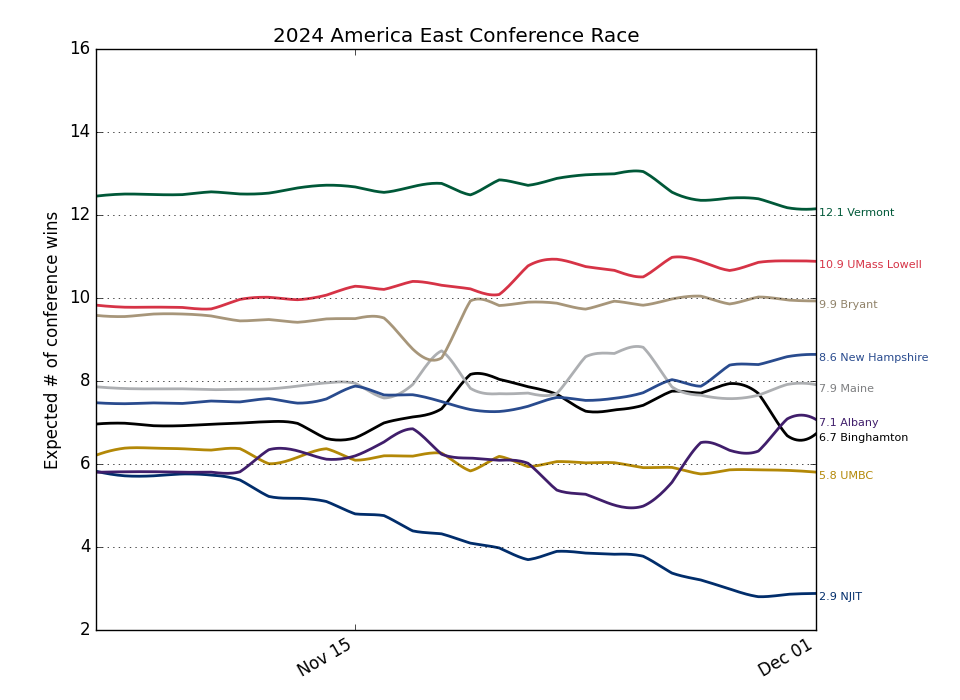 2024 America East Conference Race
Expected # of conference wins
16
14
12
10
8
6
4
2
12.1 Vermont
10.9 UMass Lowell
9.9 Bryant
8.6 New Hampshire
7.9 Maine
7.1 Albany
6.7 Binghamton
5.8 UMBC
2.9 NJIT
Nov 15
Dec 01